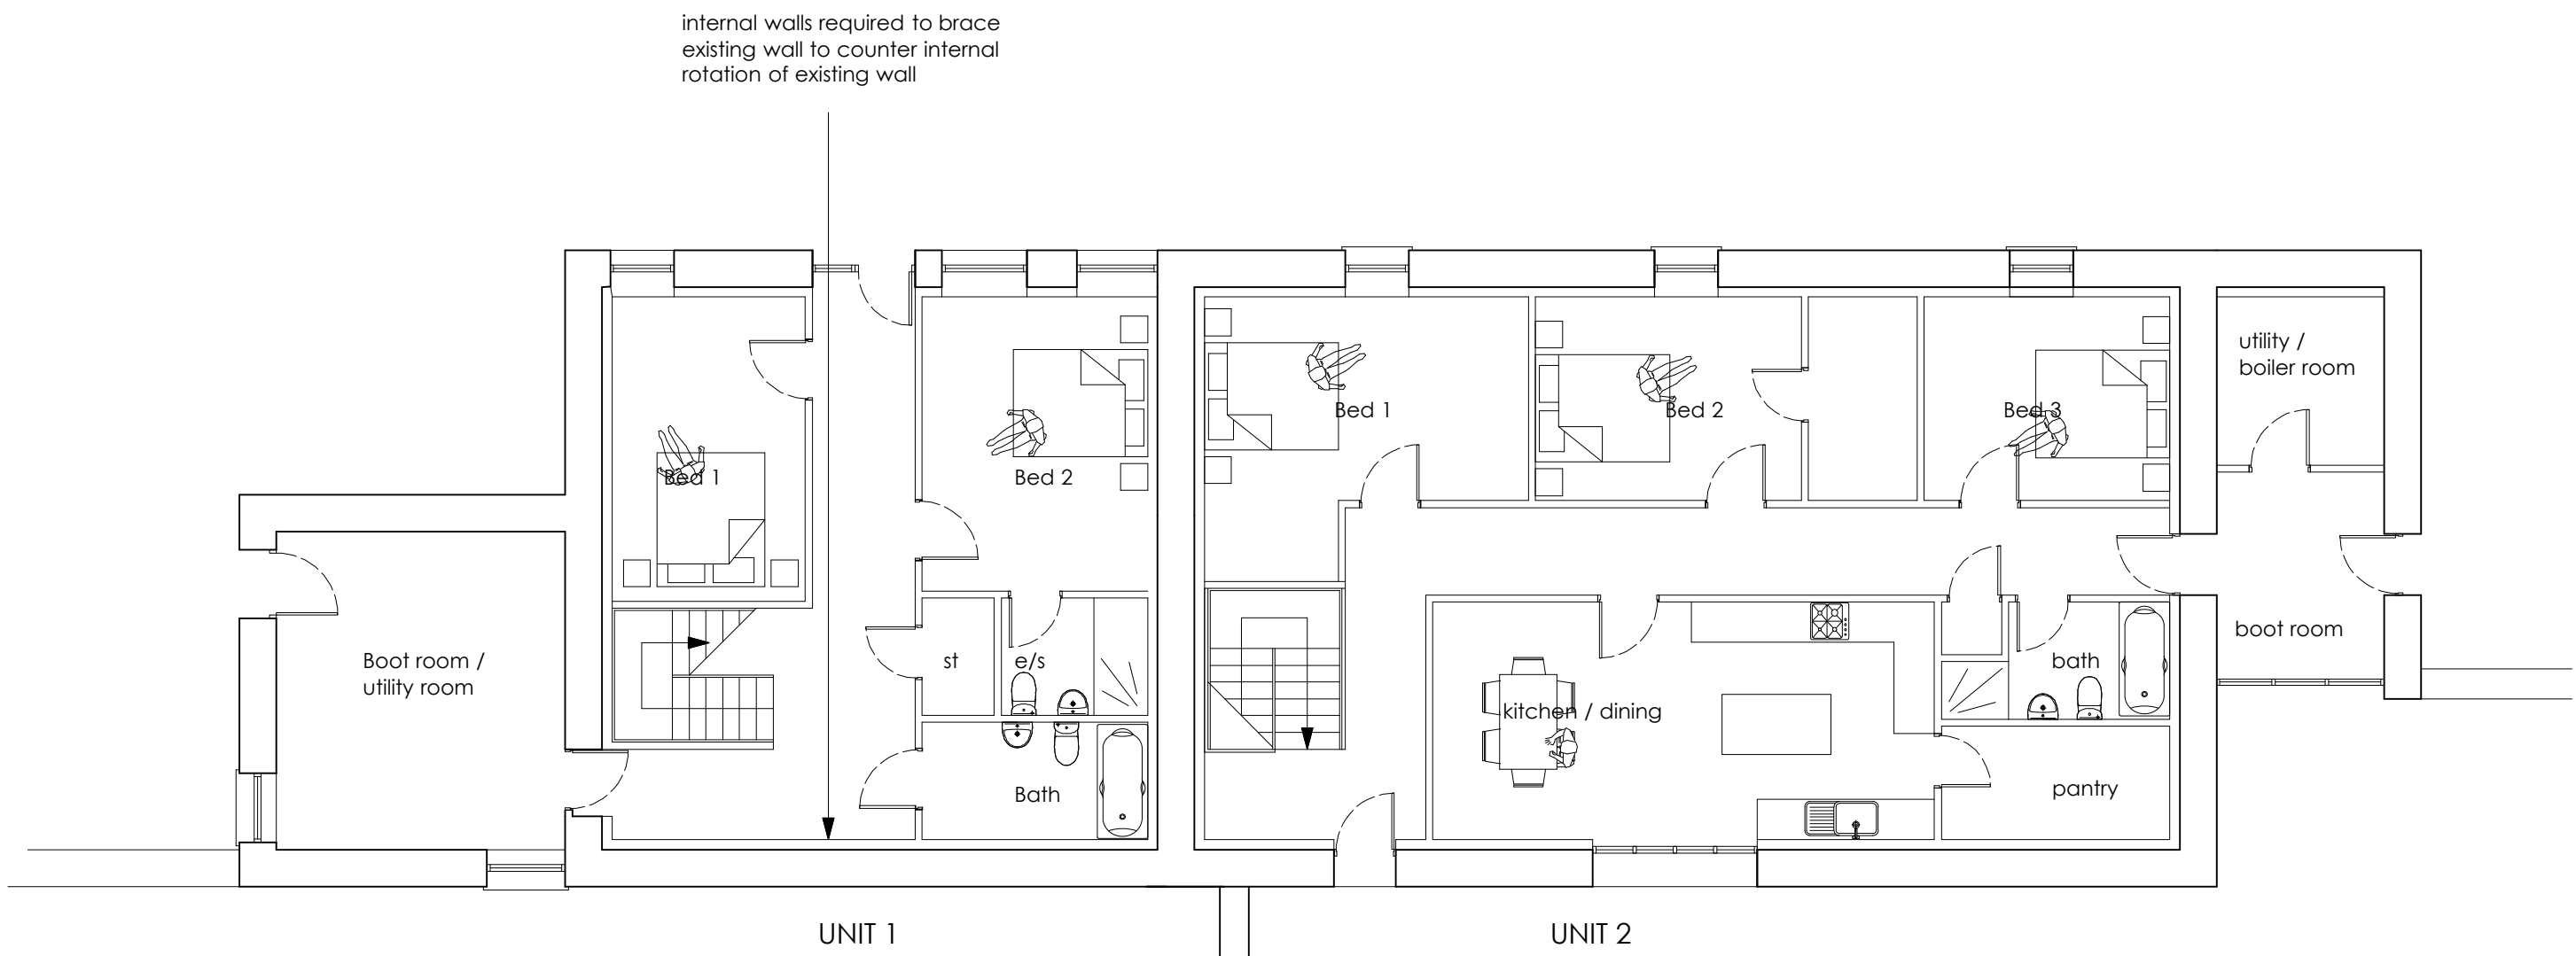 internal walls required to brace
existing wall to counter internal
rotation of existing wall
Bed 1
Bed 2
Boot room /
utility room
st
e/s
Bath
Bed 1
Bed 2
Bed 3
utility /
boiler room
boot room
bath
kitchen / dining
pantry
UNIT 1
UNIT 2